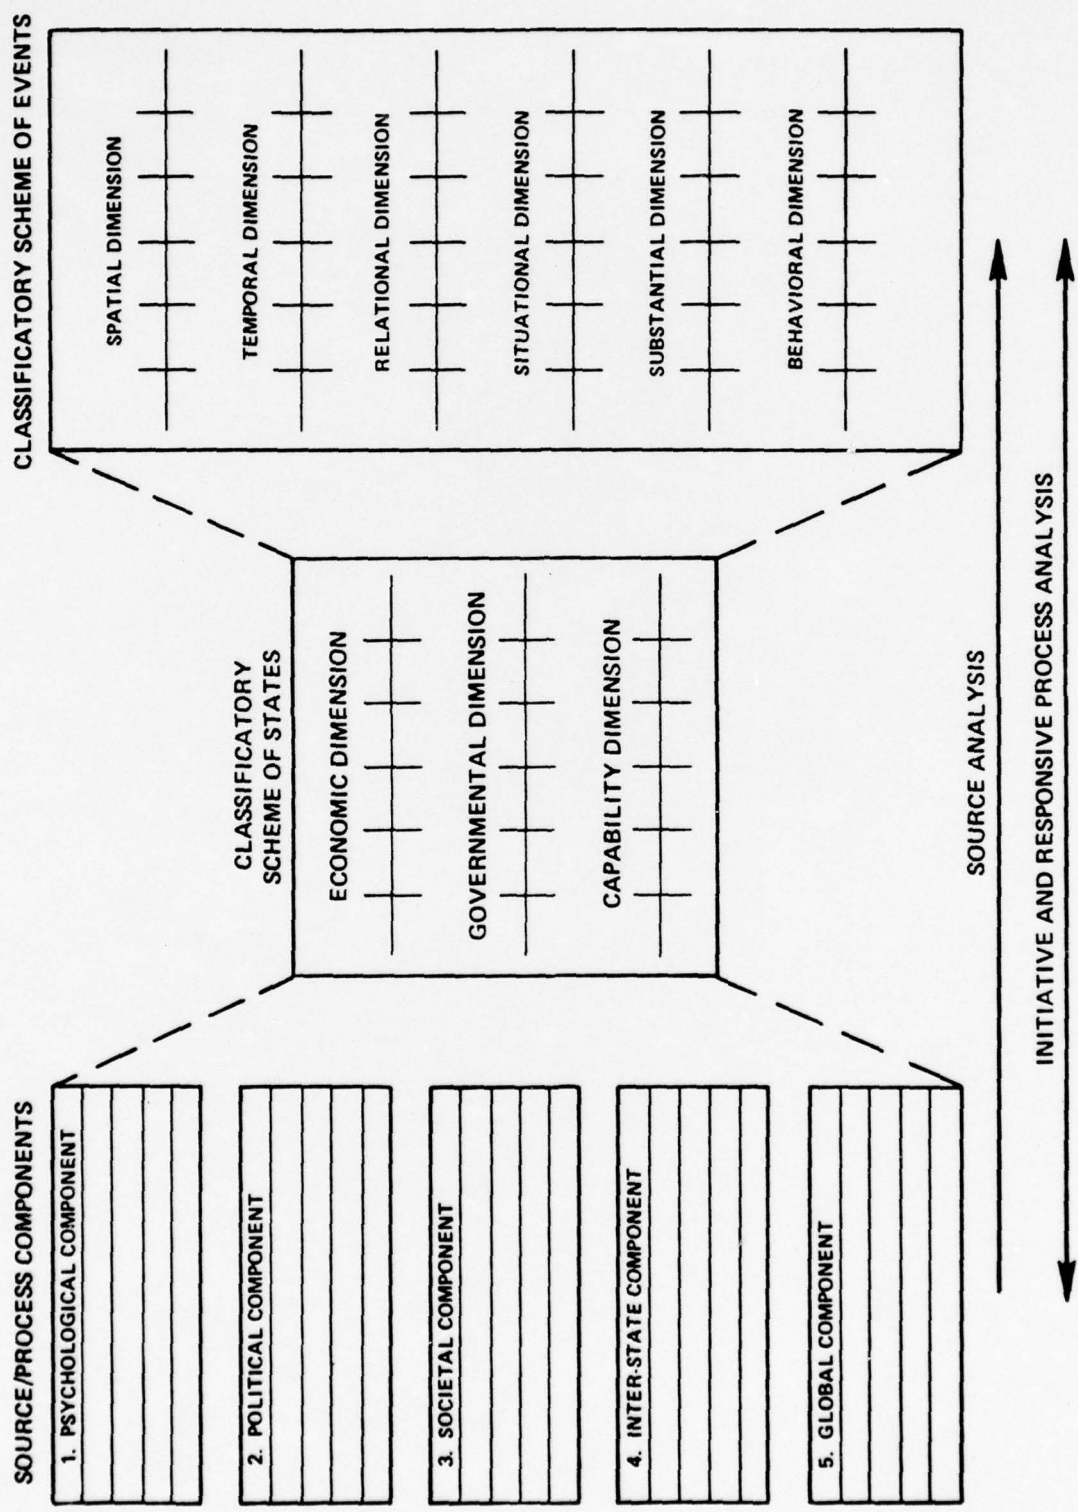 SOURCE/PROCESS COMPONENTS
1. PSYCHOLOGICAL COMPONENT
2. POLITICAL COMPONENT
3. SOCIETAL COMPONENT
4. INTER-STATE COMPONENT
5. GLOBAL COMPONENT
CLASSIFICATORY
SCHEME OF STATES
ECONOMIC DIMENSION
GOVERNMENTAL DIMENSION
CAPABILITY DIMENSION
CLASSIFICATORY SCHEME OF EVENTS
SPATIAL DIMENSION
TEMPORAL DIMENSION
RELATIONAL DIMENSION
SITUATIONAL DIMENSION
SUBSTANTIAL DIMENSION
BEHAVIORAL DIMENSION
SOURCE ANALYSIS
INITIATIVE AND RESPONSIVE PROCESS ANALYSIS